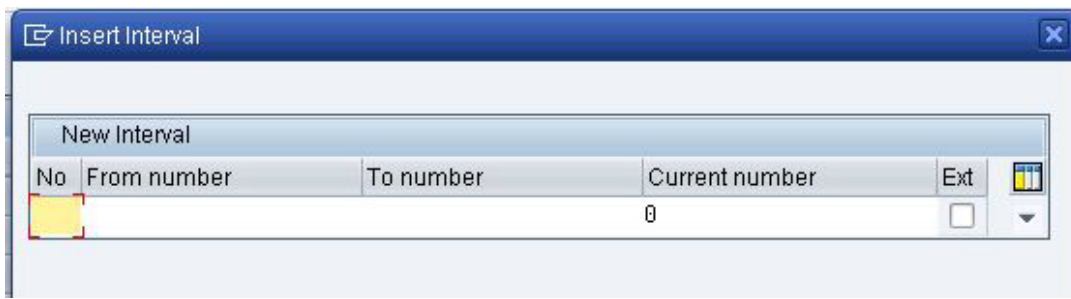 Insert Interval
New Interval
No From number To number Current number Ext
0